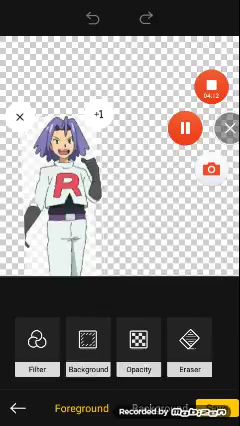 04:12
+1
R
Filter
Background
Opacity
Eraser
Foreground
Recorded by